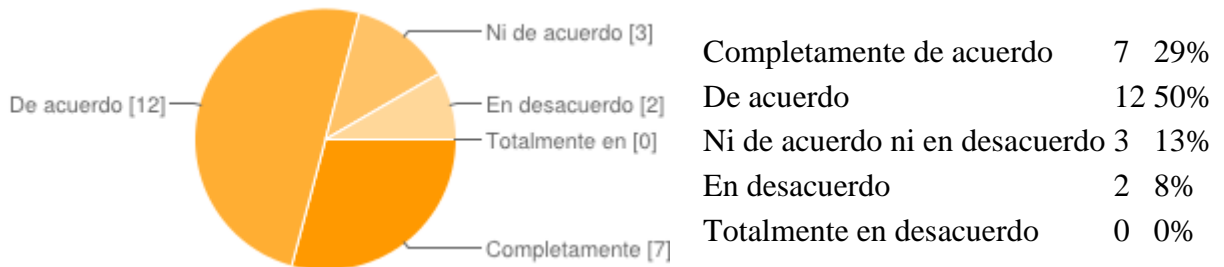 Ni de acuerdo [3]
De acuerdo [12]
En desacuerdo [2]
Totalmente en [0]
Completamente [7]
Completamente de acuerdo 7 29%
De acuerdo 12 50%
Ni de acuerdo ni en desacuerdo 3 13%
En desacuerdo 2 8%
Totalmente en desacuerdo 0 0%